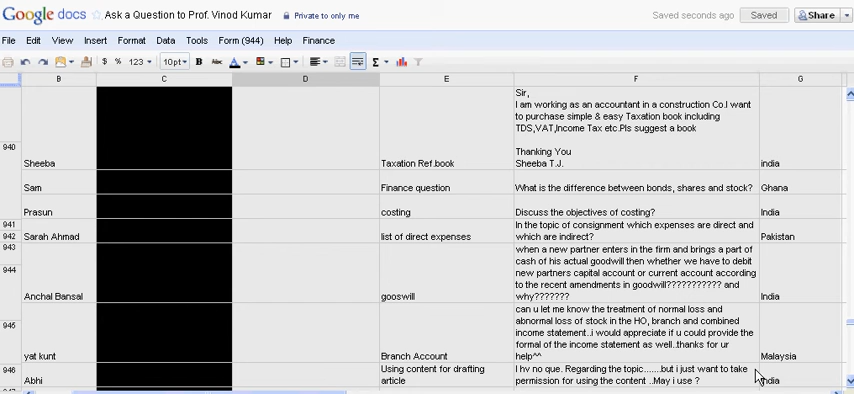 Google docs ☆ Ask a Question to Prof. Vinod Kumar Private to only me Saved seconds ago Saved Share
File Edit View Insert Format Data Tools Form (944) Help Finance
$ % 123 10pt B Abc A Σ
B C D E F G
Sir,
I am working as an accountant in a construction Co.I want
to purchase simple & easy Taxation book including
TDS,VAT,Income Tax etc.Pls suggest a book
940
Thanking You
Sheeba Taxation Ref.book Sheeba T.J. india
Sam Finance question What is the difference between bonds, shares and stock? Ghana
Prasun costing Discuss the objectives of costing? India
941
In the topic of consignment which expenses are direct and
942 Sarah Ahmad list of direct expenses which are indirect? Pakistan
943
when a new partner enters in the firm and brings a part of
cash of his actual goodwill then whether we have to debit
944
new partners capital account or current account according
to the recent amendments in goodwill??????????? and
Anchal Bansal gooswill why??????? India
can u let me know the treatment of normal loss and
945
abnormal loss of stock in the HO, branch and combined
income statement..i would appreciate if u could provide the
formal of the income statement as well..thanks for ur
yat kunt Branch Account help^^ Malaysia
946
Using content for drafting I hv no que. Regarding the topic.......but i just want to take
Abhi article permission for using the content ..May i use ? India